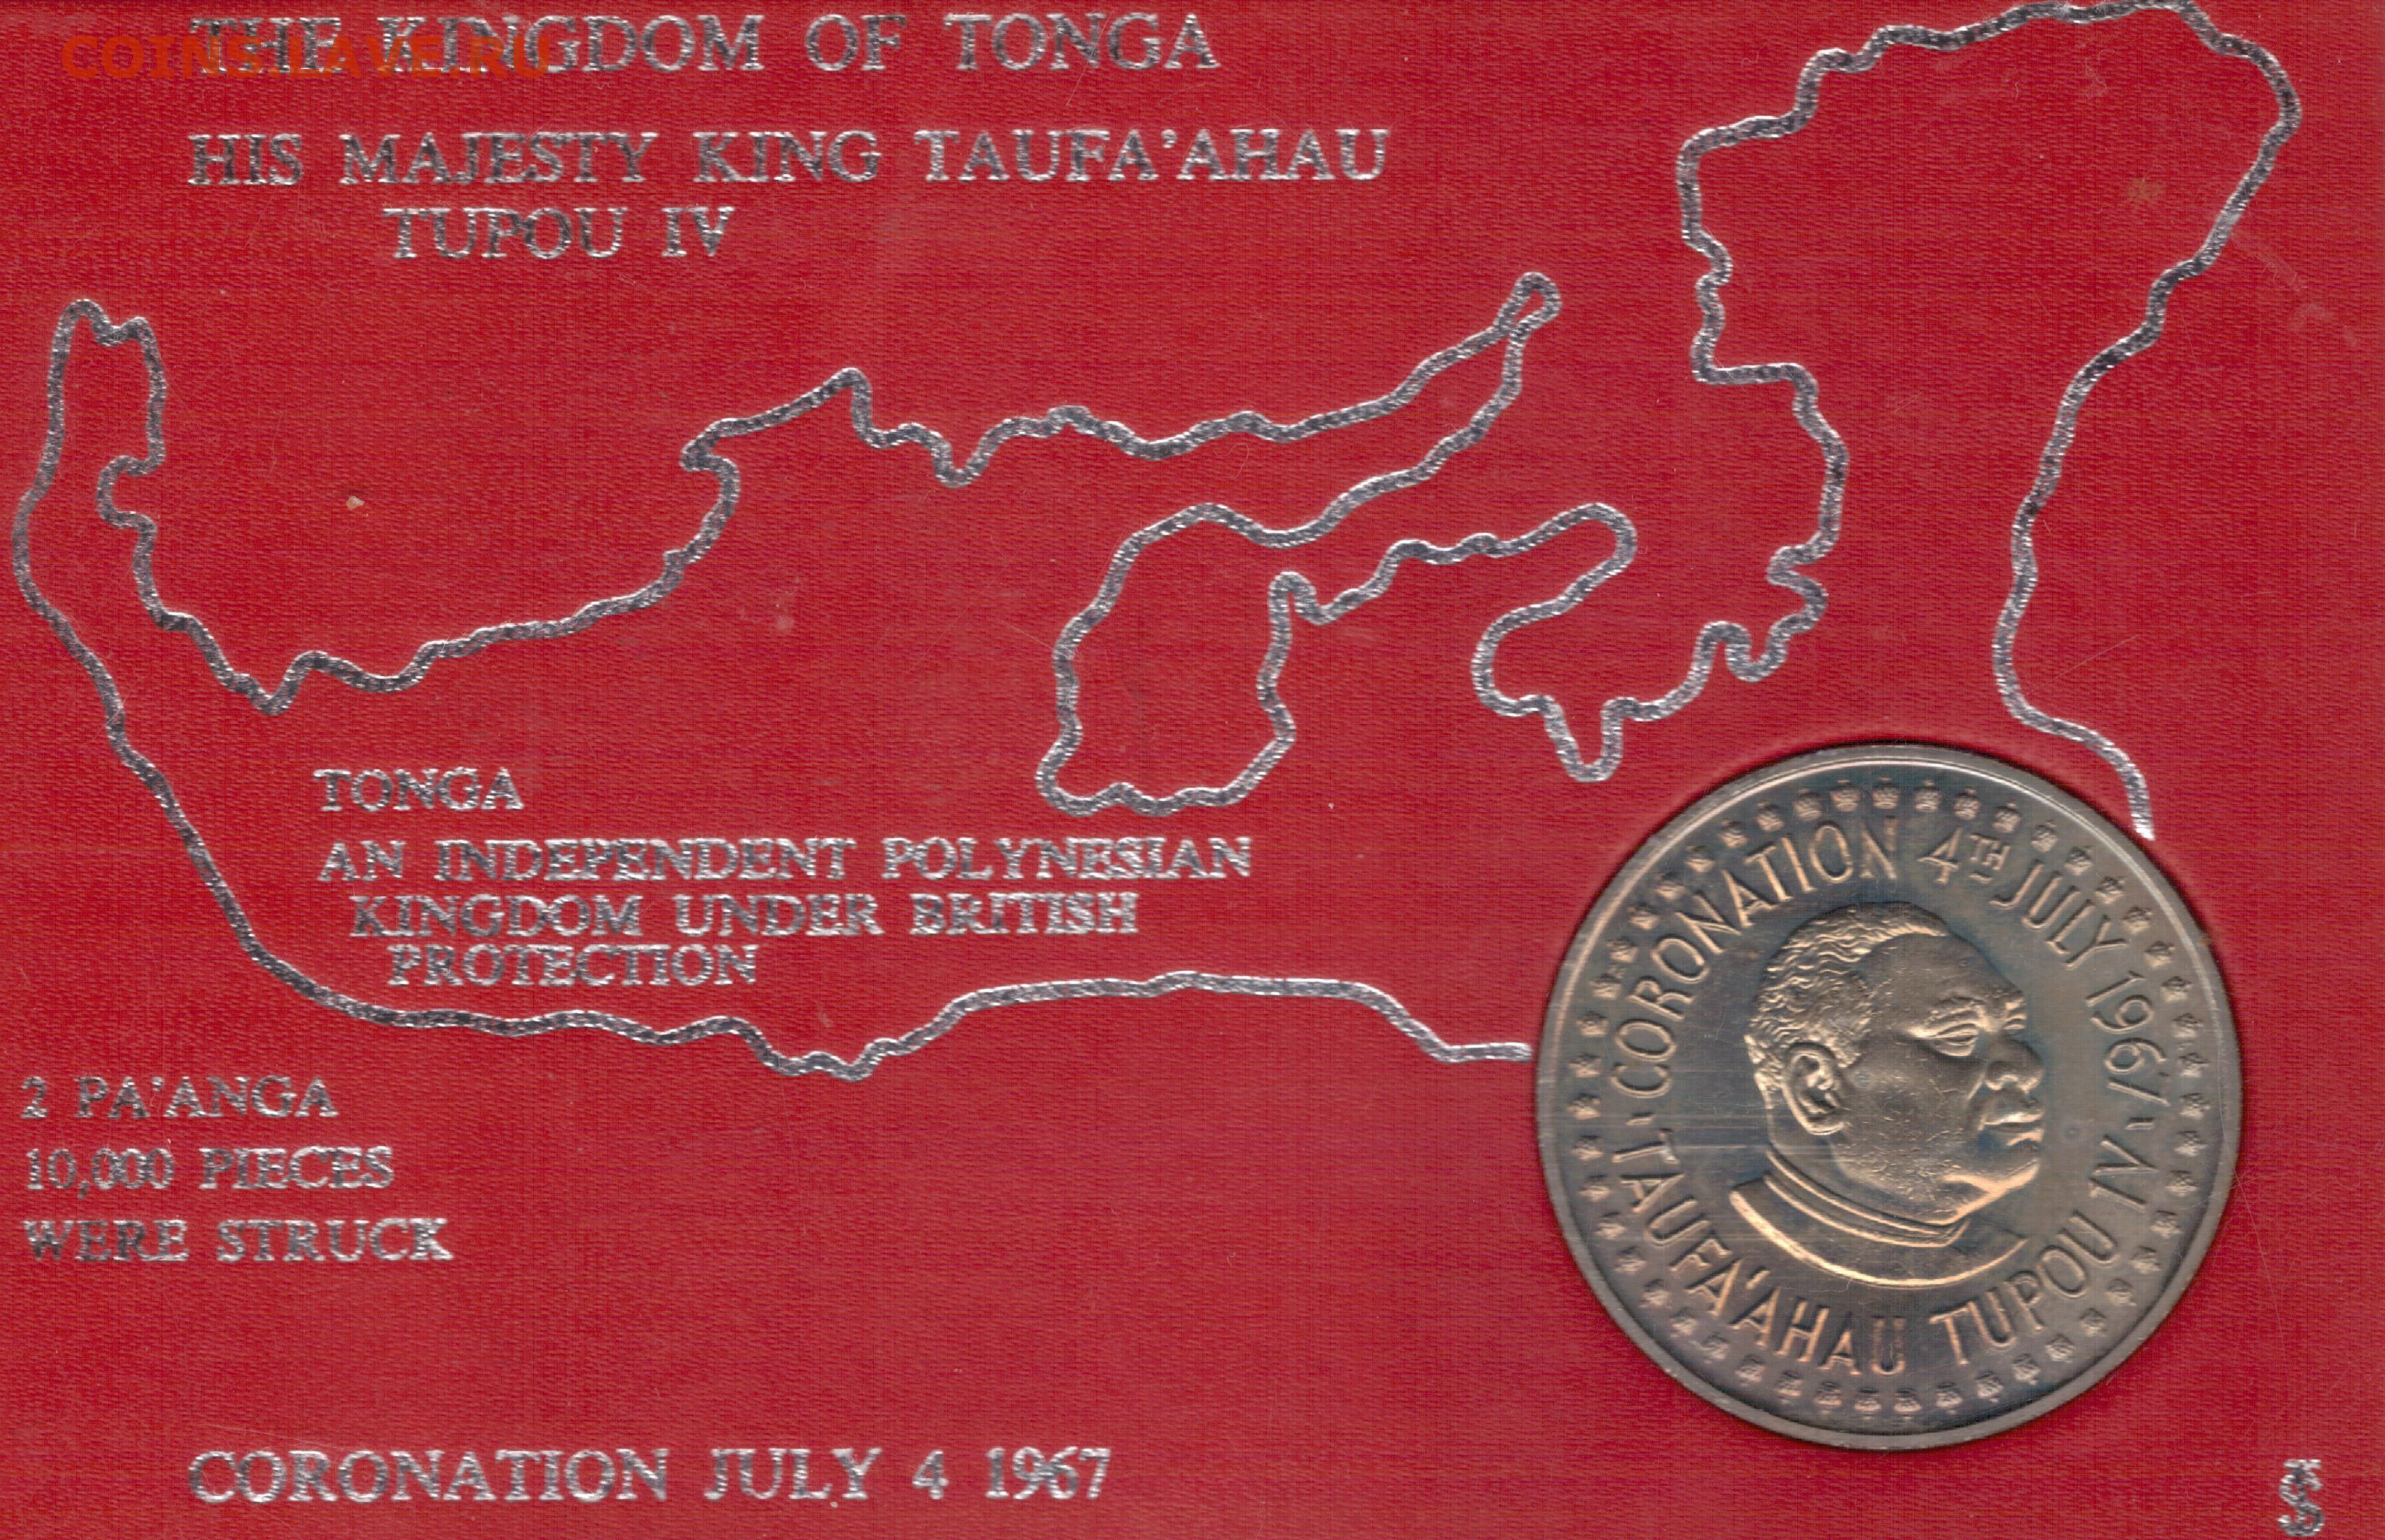 THE KINGDOM OF TONGA
COINS.LAVE.RU
HIS MAJESTY KING TAUFA'AHAU
TUPOU IV
TONGA
AN INDEPENDENT POLYNESIAN
KINGDOM UNDER BRITISH
PROTECTION
2 PA'ANGA
10,000 PIECES
WERE STRUCK
CORONATION 4TH JULY 1967·
TAUFA'AHAU TUPOU IV·
CORONATION JULY 4 1967